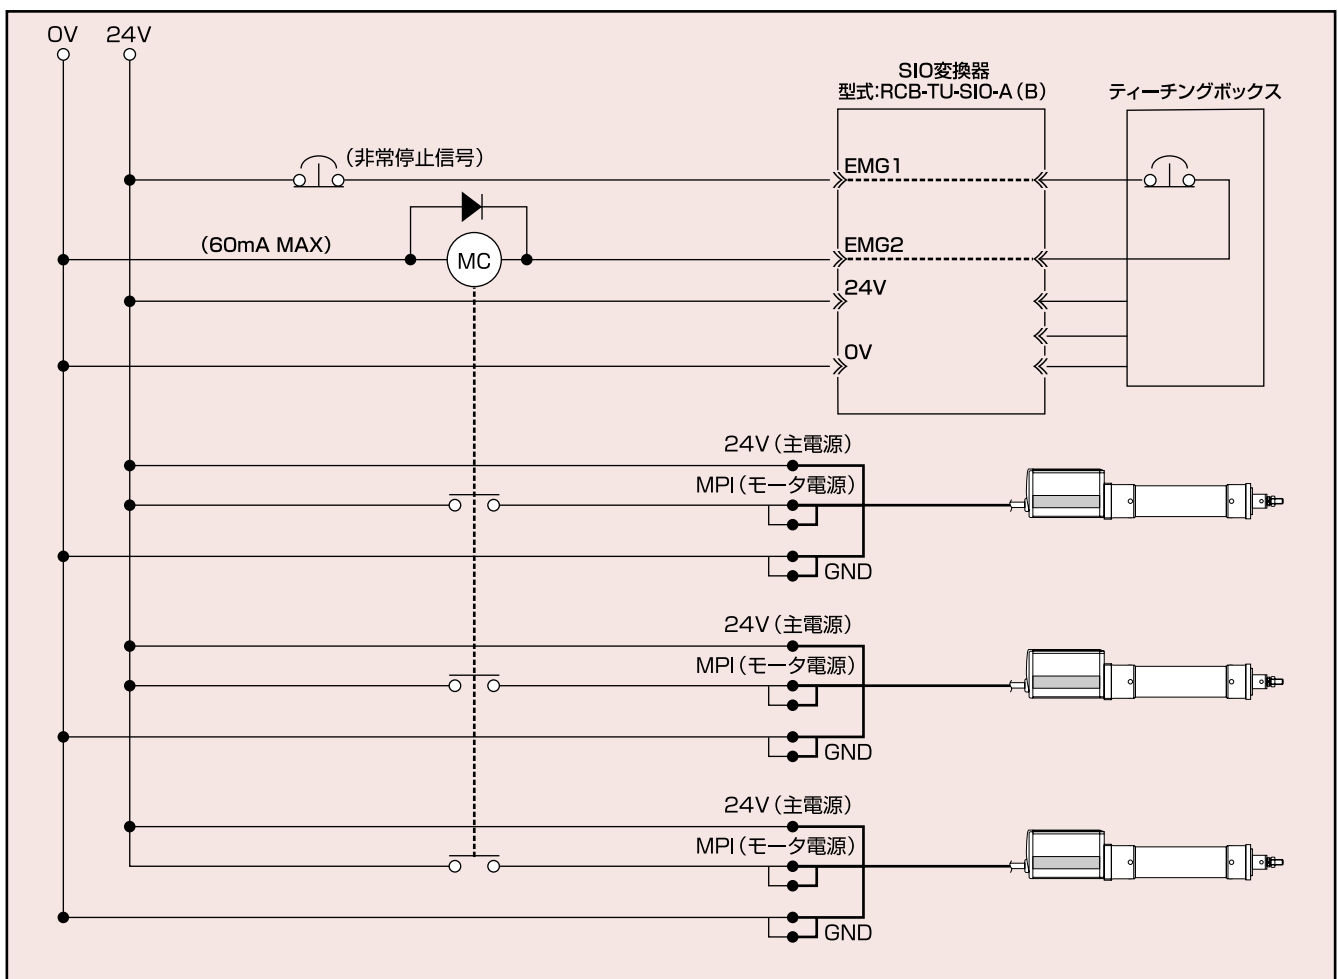 0V
24V
SIO変換器
型式:RCB-TU-SIO-A(B)
ティーチングボックス
(非常停止信号)
EMG1
(60mA MAX)
MC
EMG2
24V
0V
24V(主電源)
MPI(モータ電源)
GND
24V(主電源)
MPI(モータ電源)
GND
24V(主電源)
MPI(モータ電源)
GND